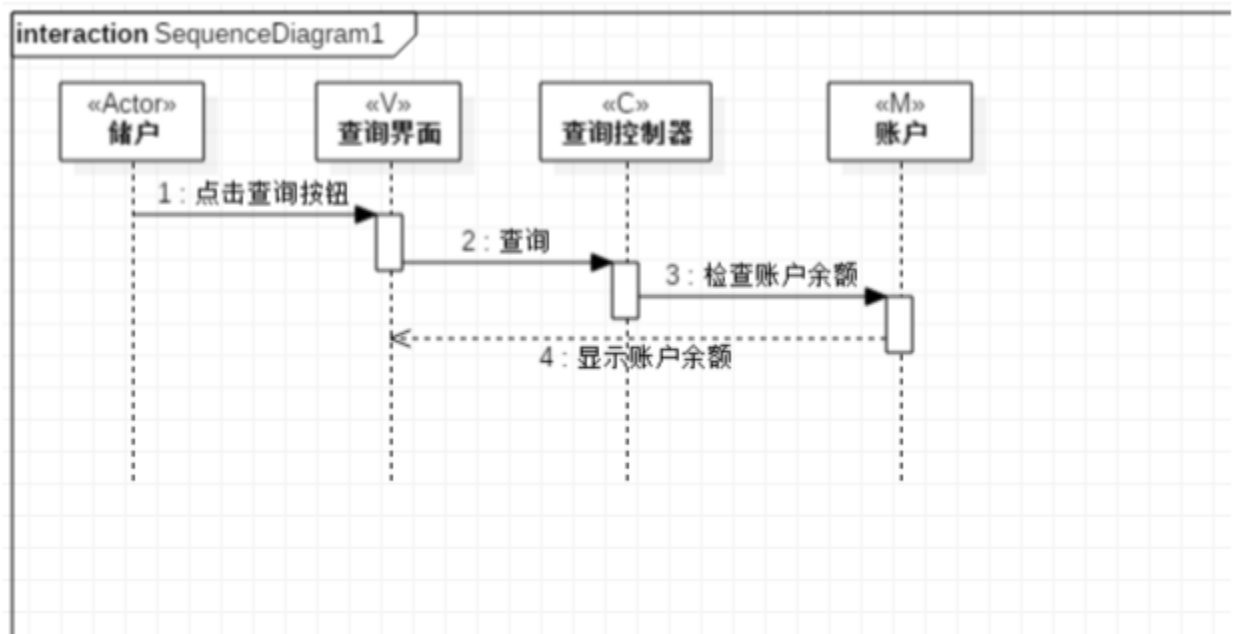 interaction SequenceDiagram1
«Actor»
储户
«V»
查询界面
«C»
查询控制器
«M»
账户
1 : 点击查询按钮
2 : 查询
3 : 检查账户余额
4 : 显示账户余额